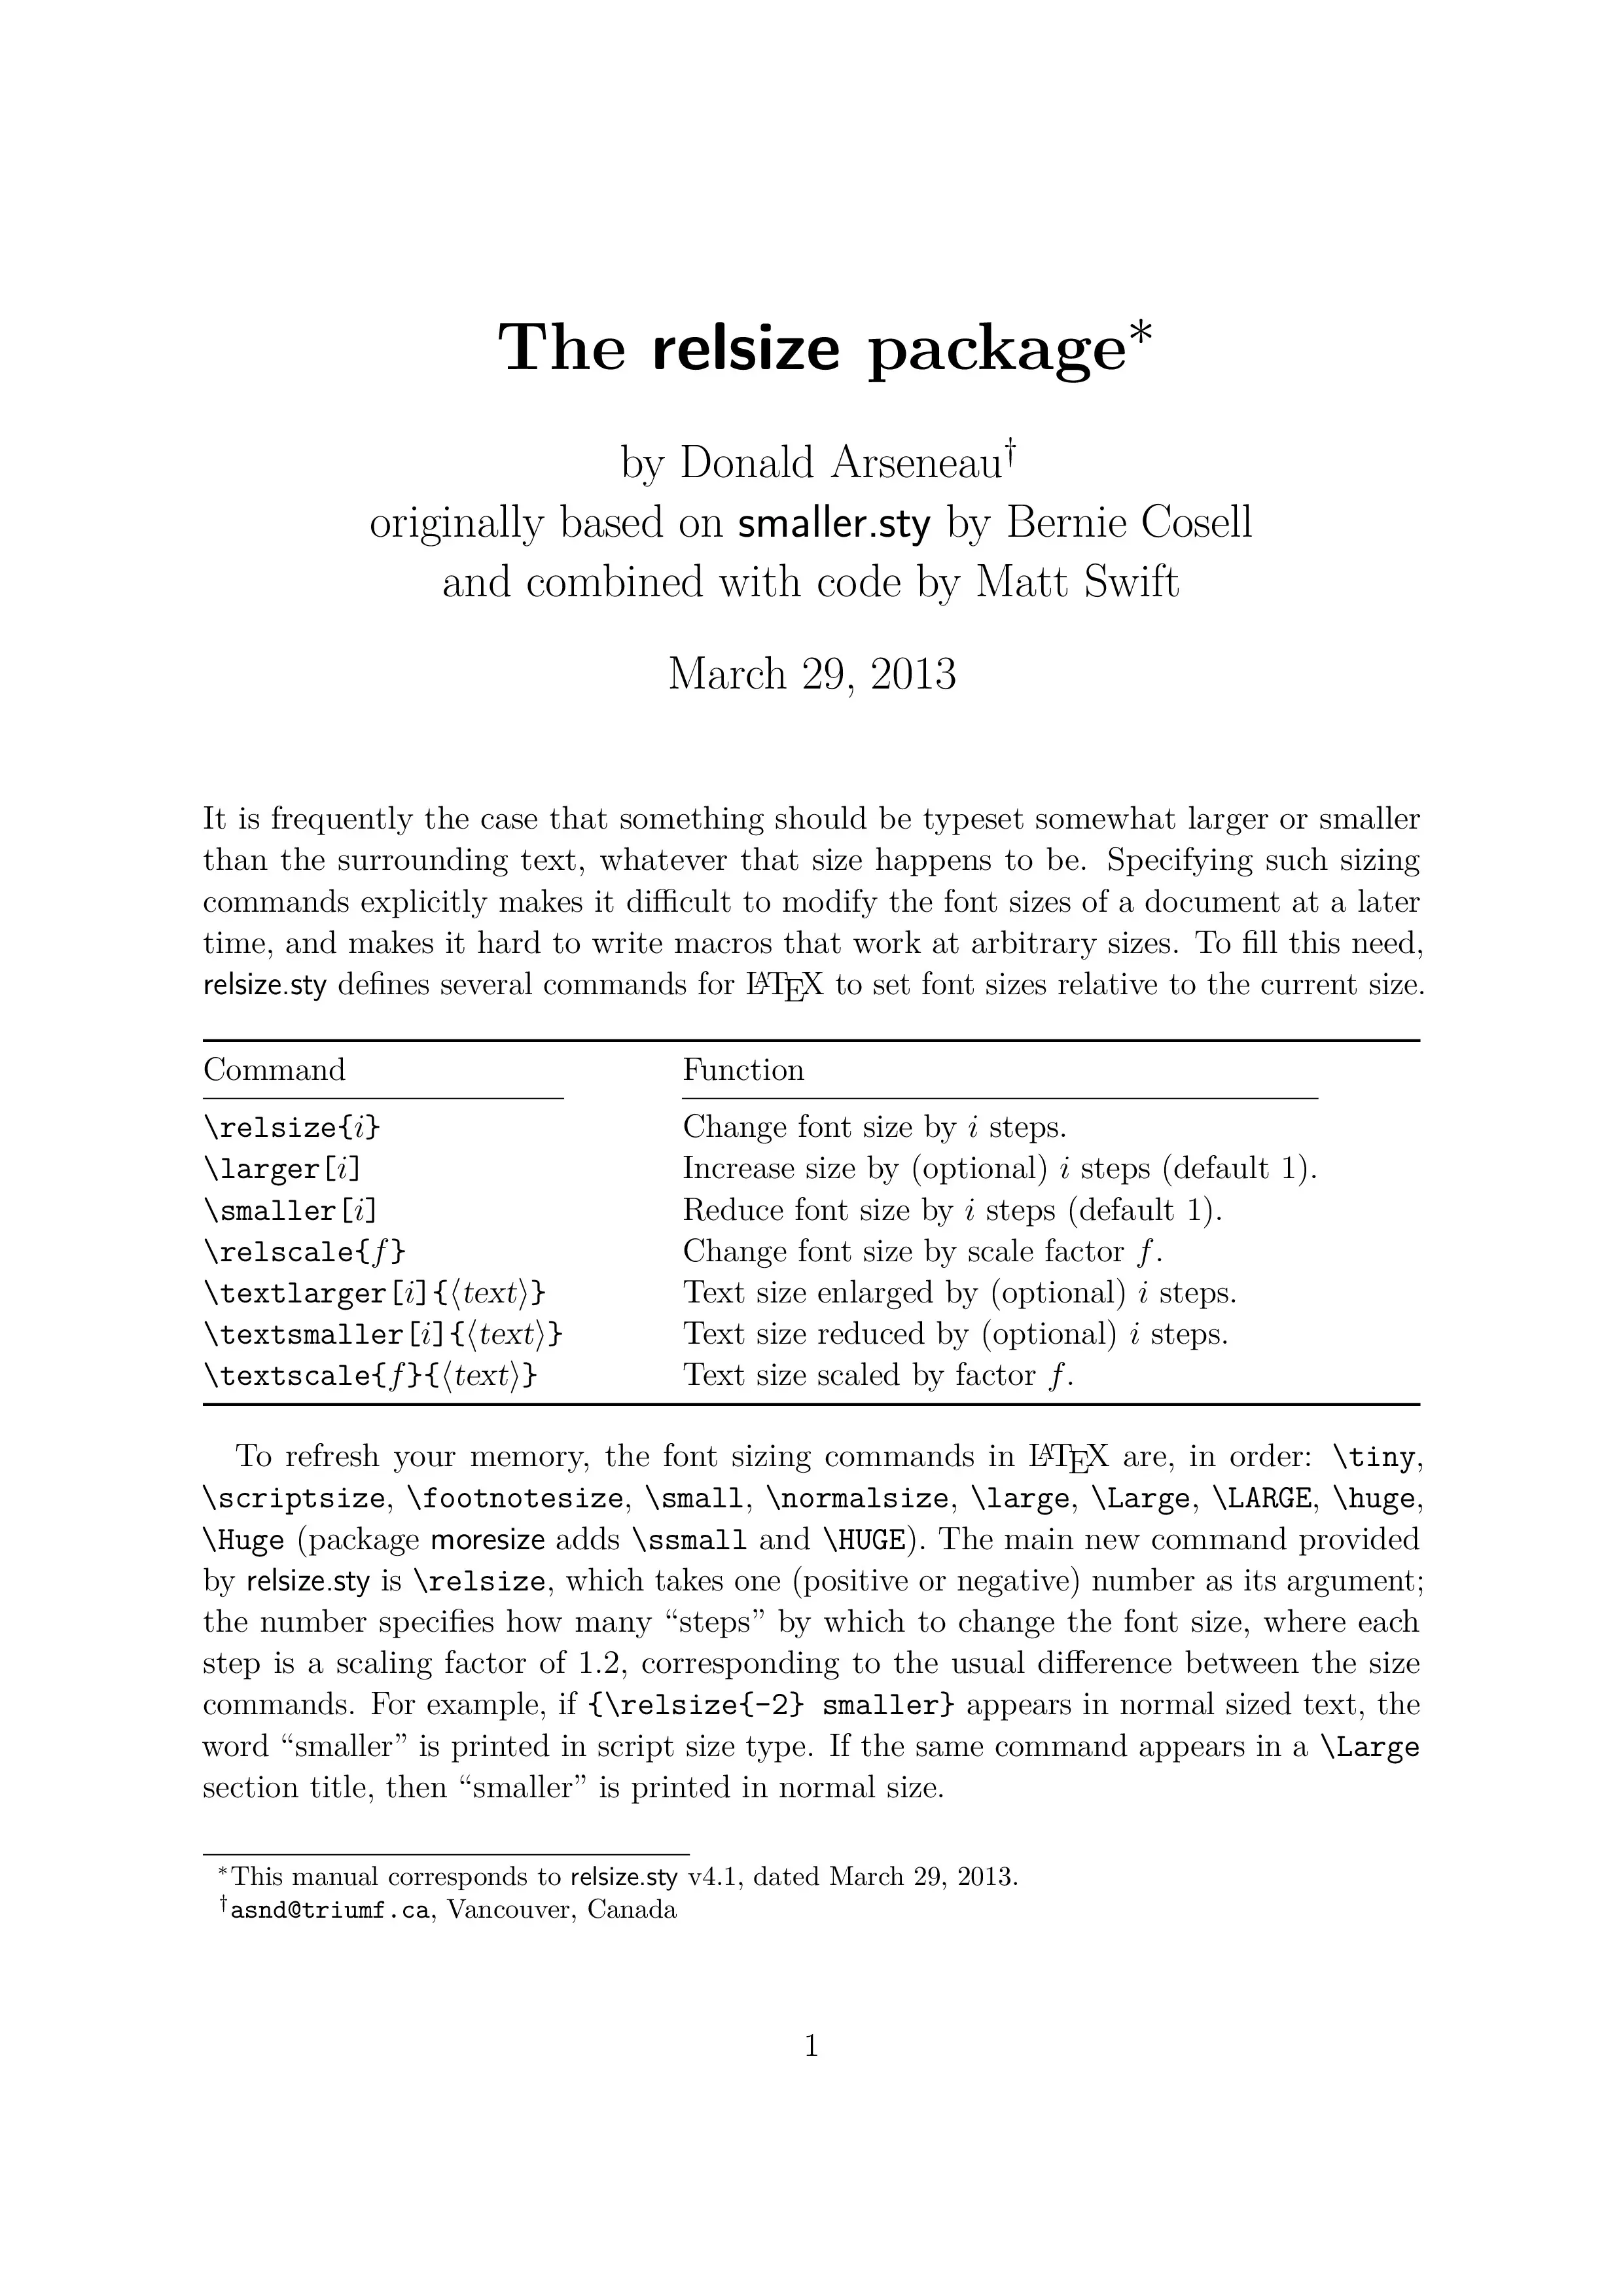 The relsize package*
by Donald Arseneau†
originally based on smaller.sty by Bernie Cosell
and combined with code by Matt Swift
March 29, 2013
It is frequently the case that something should be typeset somewhat larger or smaller
than the surrounding text, whatever that size happens to be. Specifying such sizing
commands explicitly makes it difficult to modify the font sizes of a document at a later
time, and makes it hard to write macros that work at arbitrary sizes. To fill this need,
relsize.sty defines several commands for LATEX to set font sizes relative to the current size.
Command Function
\relsize{i} Change font size by i steps.
\larger[i] Increase size by (optional) i steps (default 1).
\smaller[i] Reduce font size by i steps (default 1).
\relscale{f} Change font size by scale factor f.
\textlarger[i]{⟨text⟩} Text size enlarged by (optional) i steps.
\textsmaller[i]{⟨text⟩} Text size reduced by (optional) i steps.
\textscale{f}{⟨text⟩} Text size scaled by factor f.
To refresh your memory, the font sizing commands in LATEX are, in order: \tiny,
\scriptsize, \footnotesize, \small, \normalsize, \large, \Large, \LARGE, \huge,
\Huge (package moresize adds \ssmall and \HUGE). The main new command provided
by relsize.sty is \relsize, which takes one (positive or negative) number as its argument;
the number specifies how many “steps” by which to change the font size, where each
step is a scaling factor of 1.2, corresponding to the usual difference between the size
commands. For example, if {\relsize{-2} smaller} appears in normal sized text, the
word “smaller” is printed in script size type. If the same command appears in a \Large
section title, then “smaller” is printed in normal size.
*This manual corresponds to relsize.sty v4.1, dated March 29, 2013.
†asnd@triumf.ca, Vancouver, Canada
1